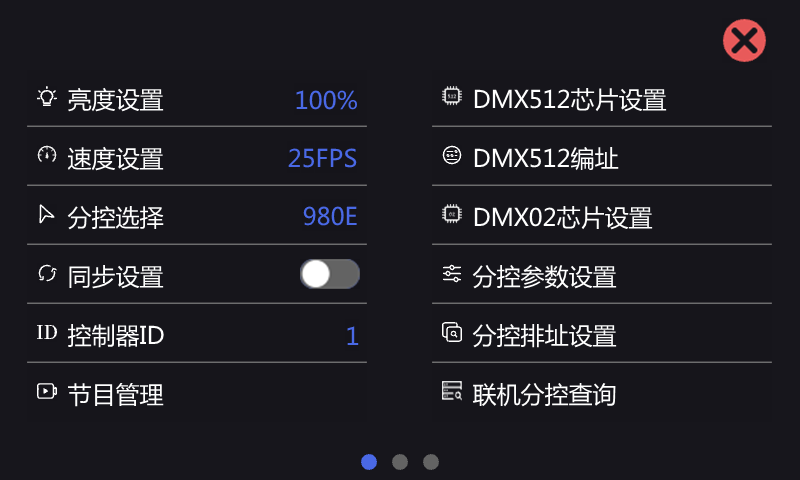 亮度设置 100%
速度设置 25FPS
分控选择 980E
同步设置
ID 控制器ID 1
节目管理
DMX512芯片设置
DMX512编址
DMX02芯片设置
分控参数设置
分控排址设置
联机分控查询